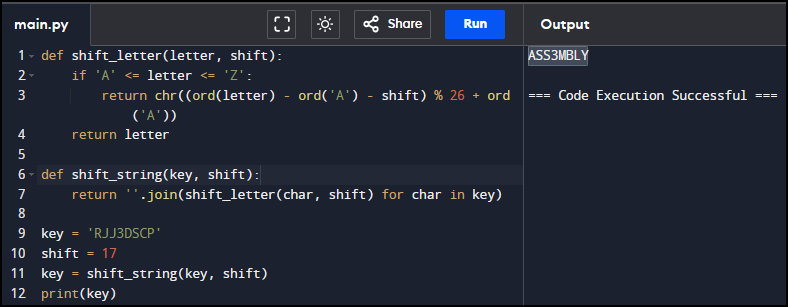 main.py Share Run Output
1 def shift_letter(letter, shift): ASS3MBLY
2     if 'A' <= letter <= 'Z':
3         return chr((ord(letter) - ord('A') - shift) % 26 + ord === Code Execution Successful ===
('A'))
4     return letter
5
6 def shift_string(key, shift):
7     return ''.join(shift_letter(char, shift) for char in key)
8
9 key = 'RJJ3DSCP'
10 shift = 17
11 key = shift_string(key, shift)
12 print(key)